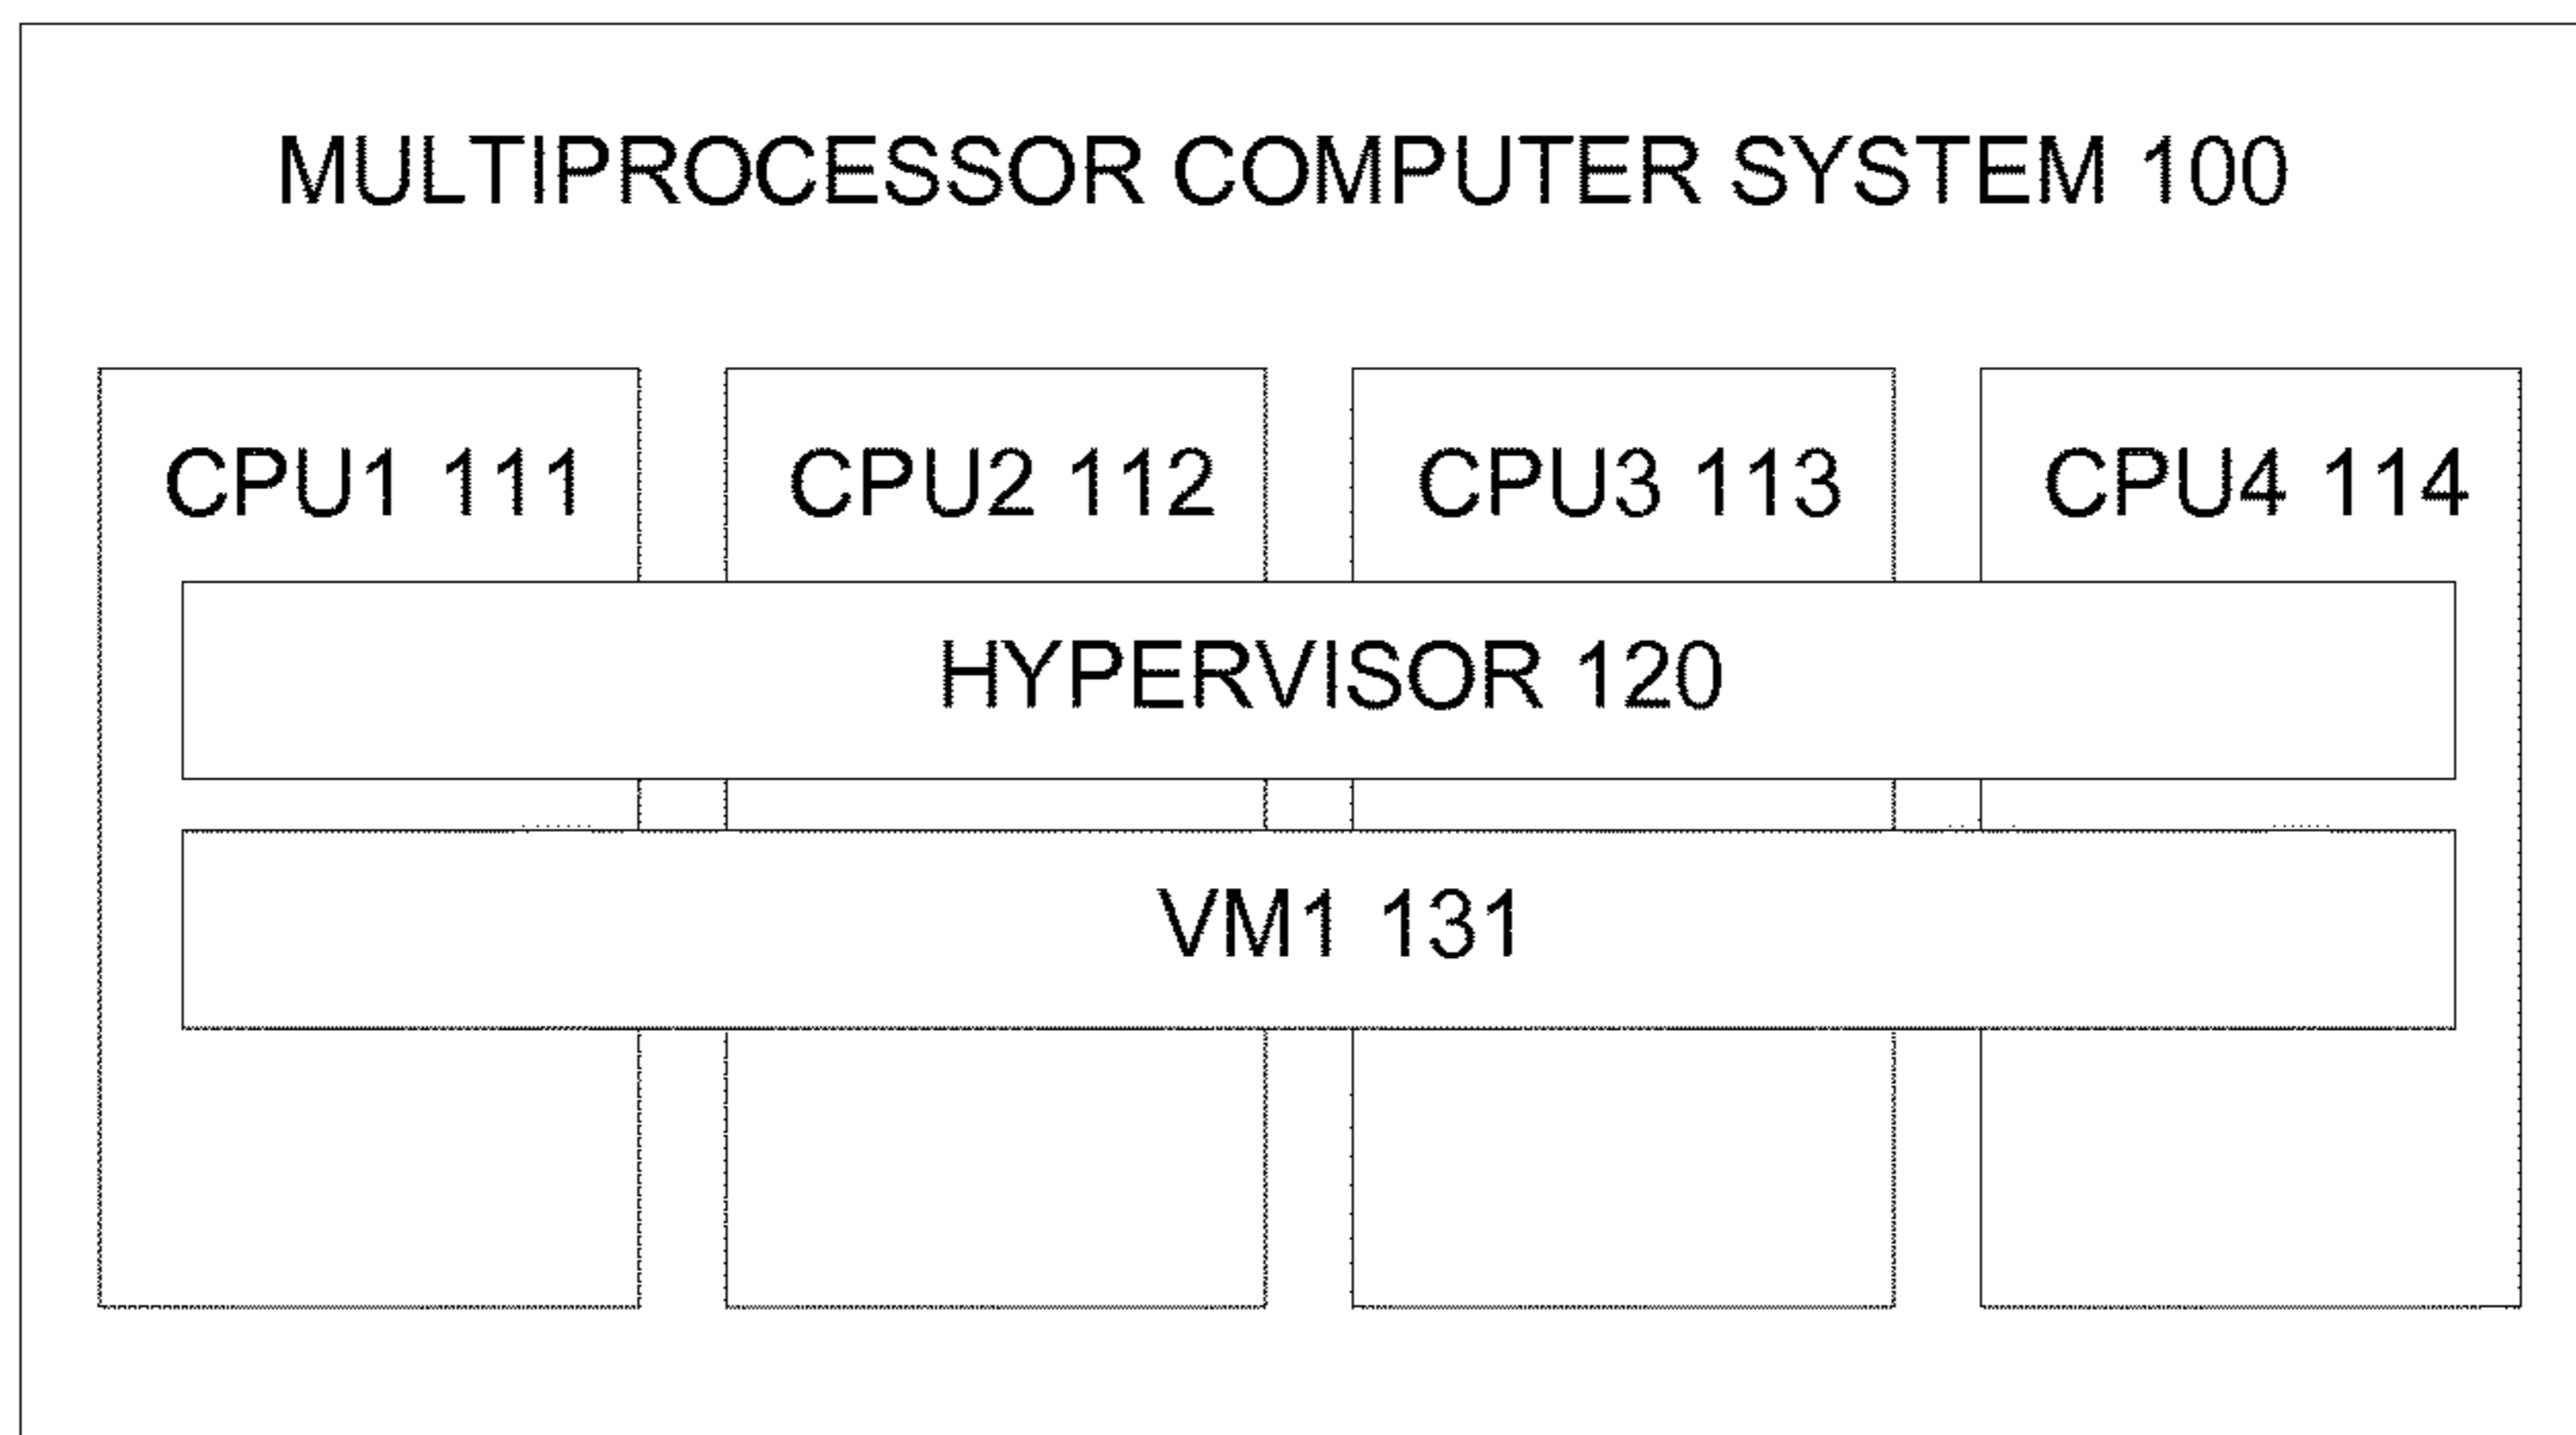 MULTIPROCESSOR COMPUTER SYSTEM 100
CPU1 111
CPU2 112
CPU3 113
CPU4 114
HYPERVISOR 120
VM1 131